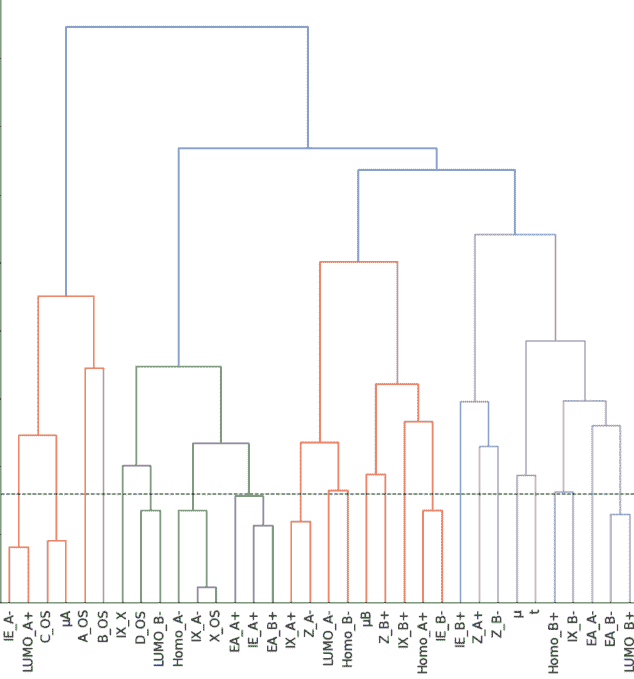 IE_A-
LUMO_A+
C_OS
μA
A_OS
B_OS
IX_X
D_OS
LUMO_B-
Homo_A-
IX_A-
X_OS
EA_A+
IE_A+
EA_B+
IX_A+
Z_A-
LUMO_A-
Homo_B-
μB
Z_B+
IX_B+
Homo_A+
IE_B-
IE_B+
Z_A+
Z_B-
μ
t
Homo_B+
IX_B-
EA_A-
EA_B-
LUMO_B+